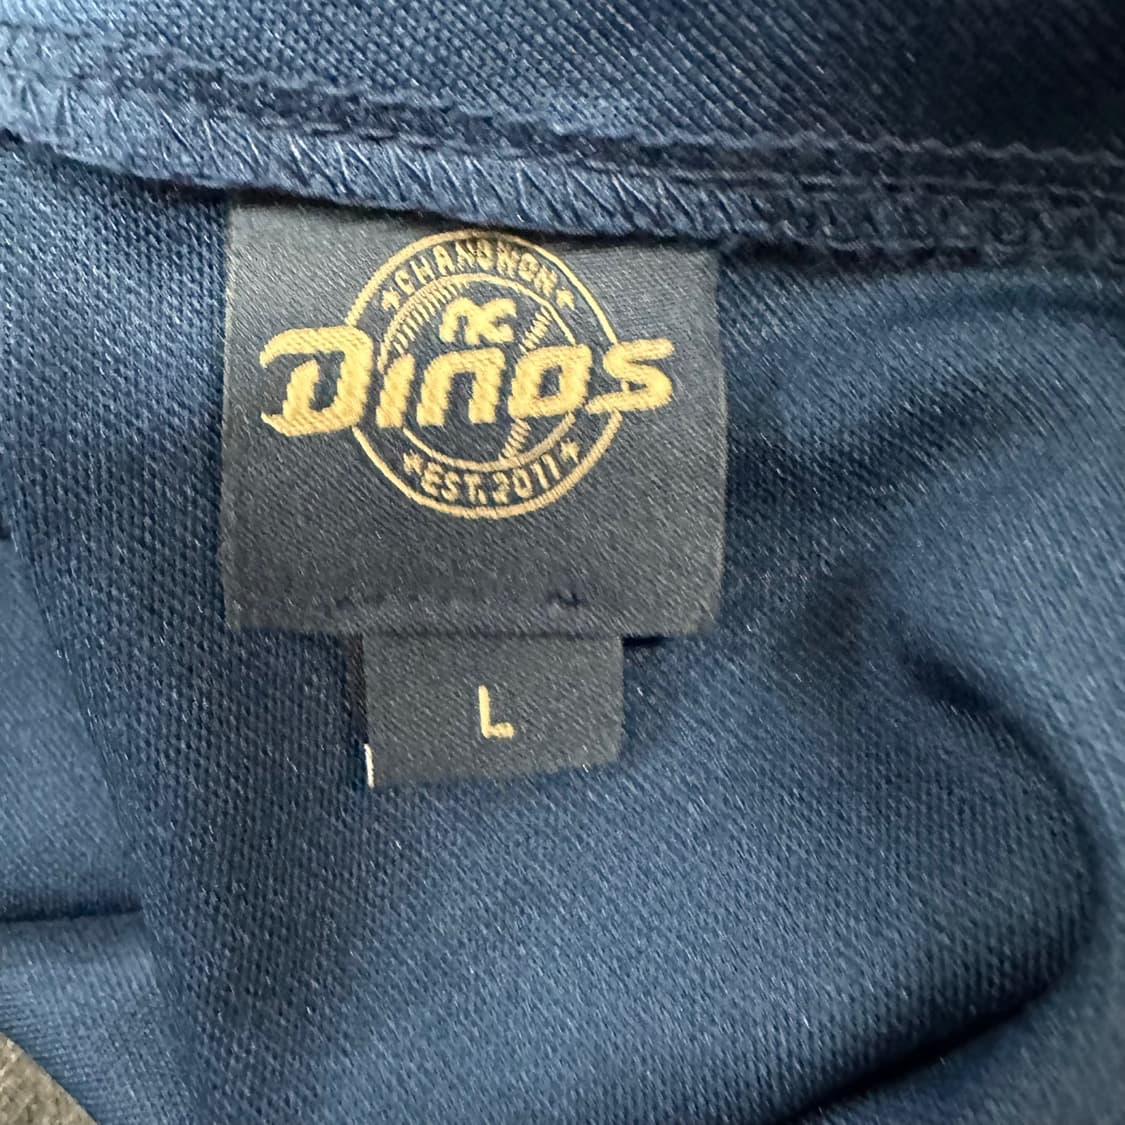 CHANGWON
NC
DINOS
EST. 2011
L